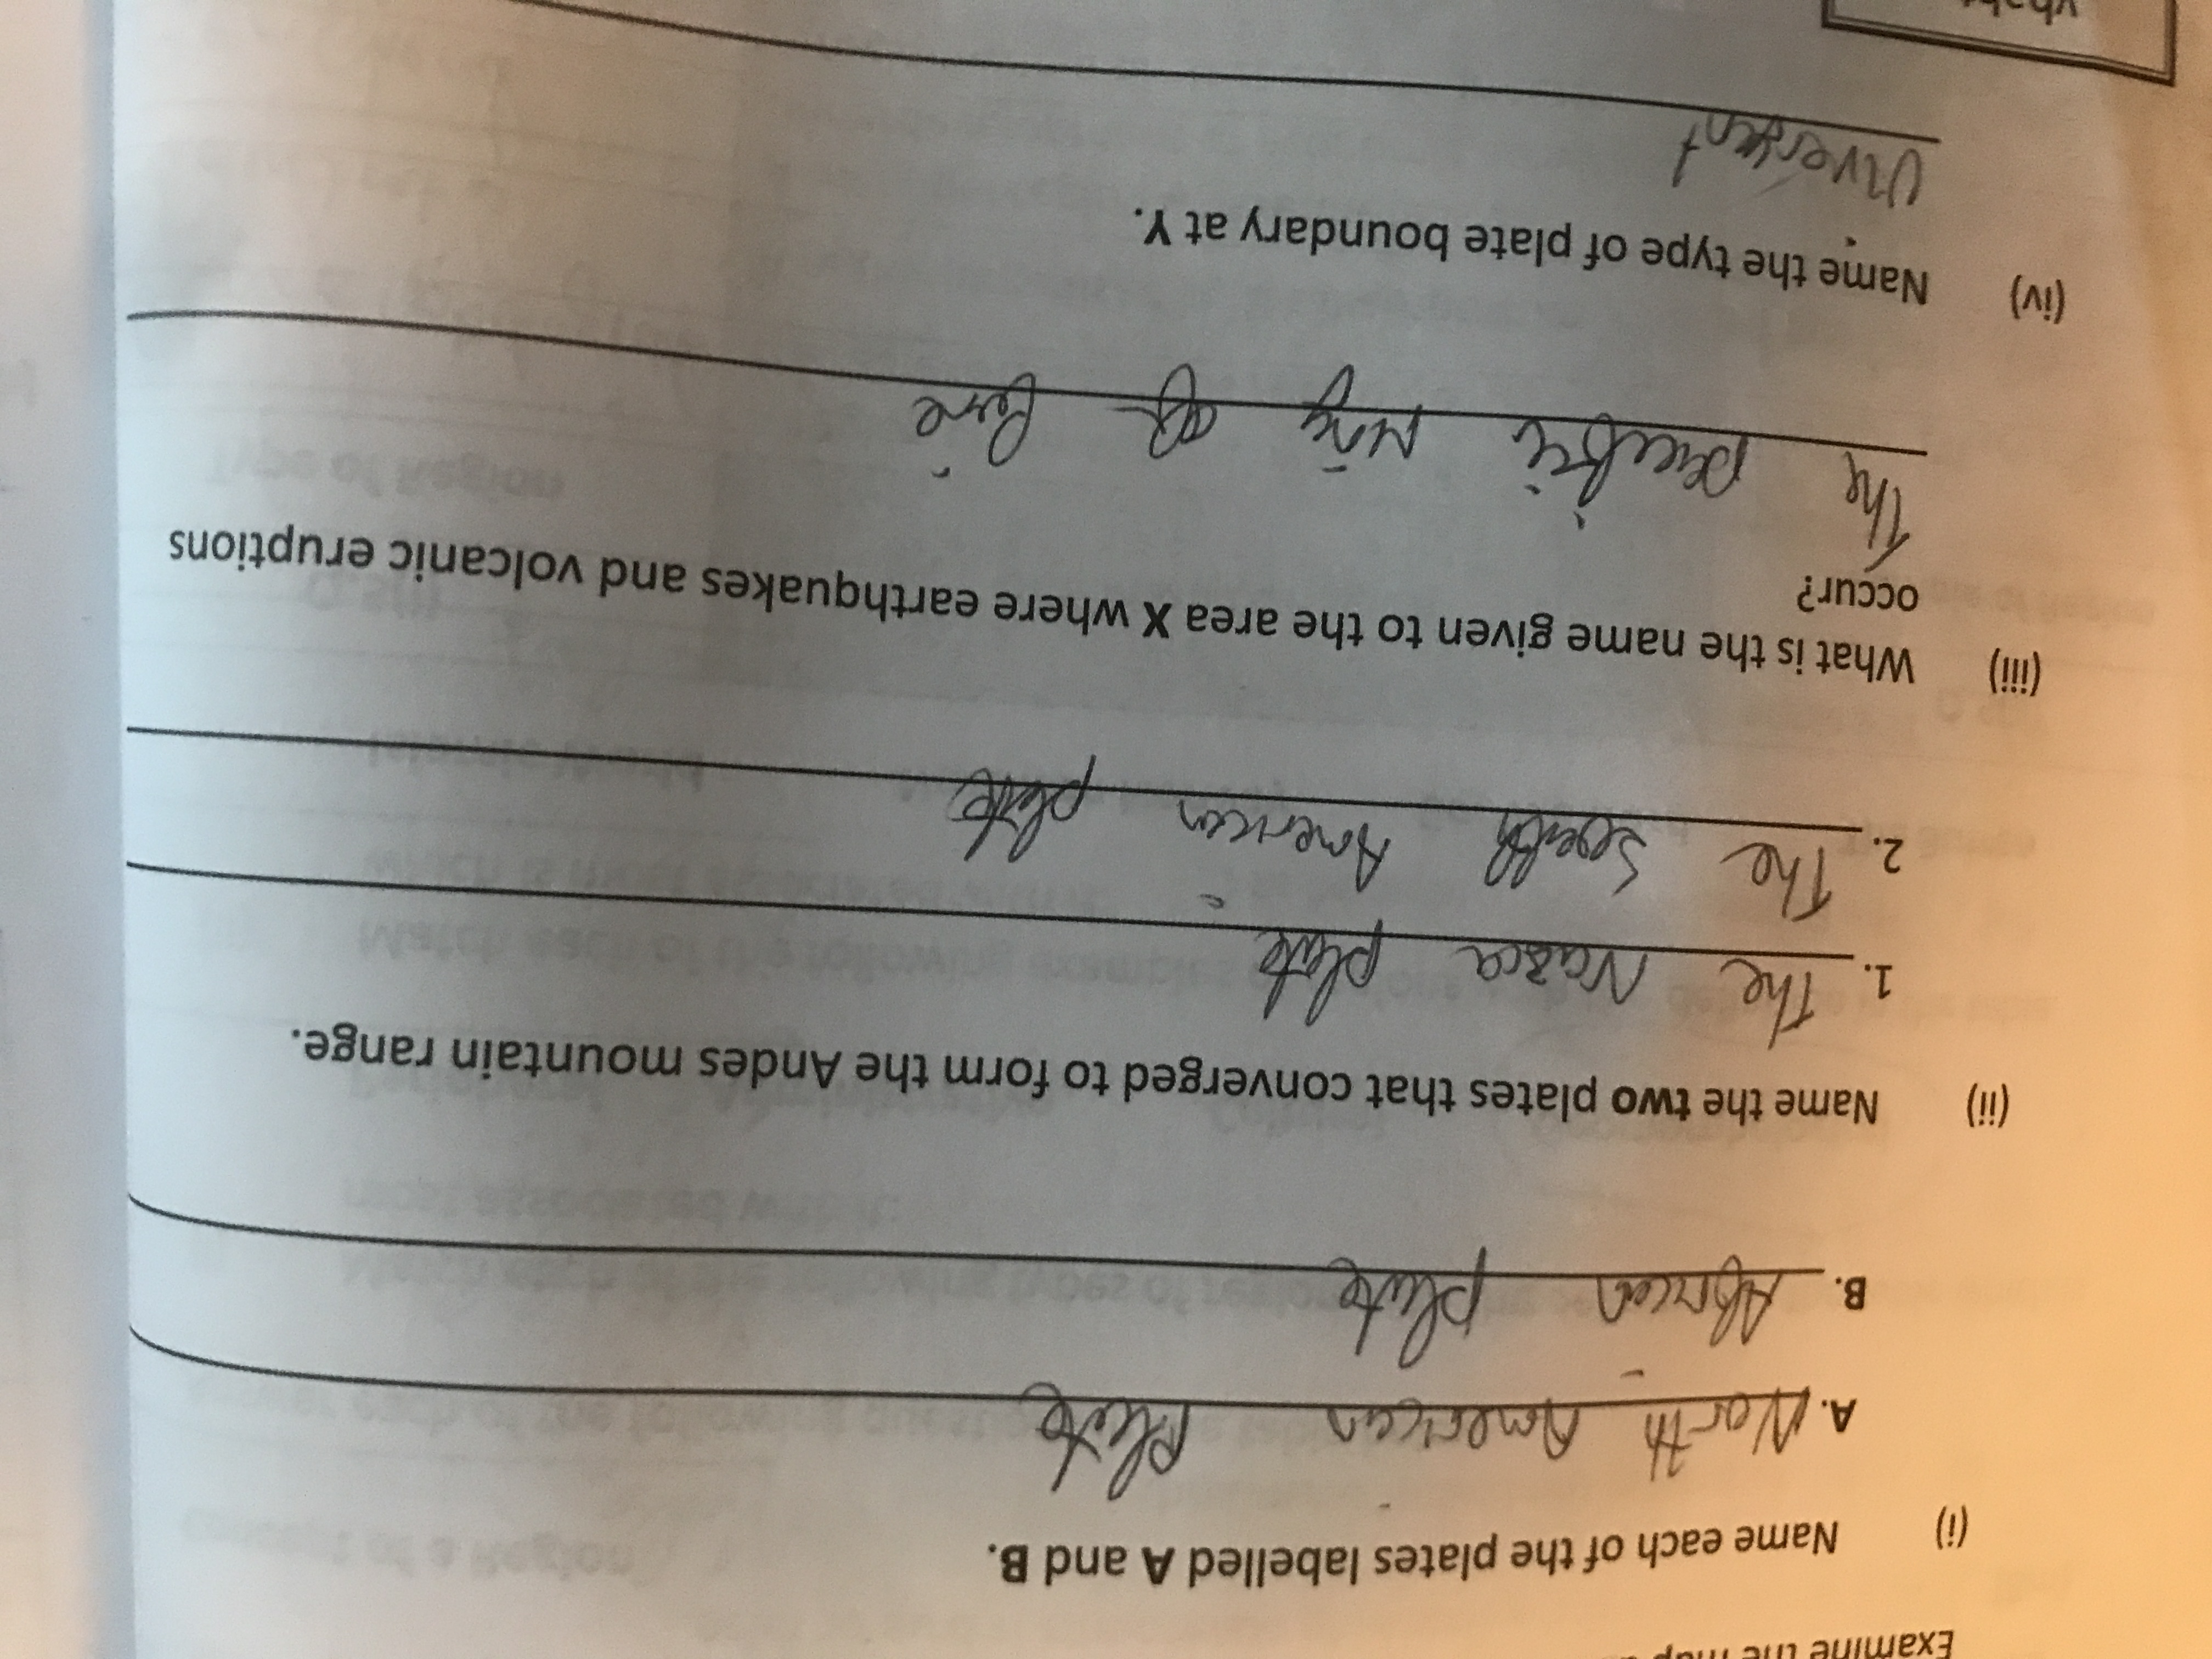 Examine the map
(i) Name each of the plates labelled A and B.
A. North American Plate
B. African plate
(ii) Name the two plates that converged to form the Andes mountain range.
1. The Nazca plate
2. The South American plate
(iii) What is the name given to the area X where earthquakes and volcanic eruptions
occur?
The pacific ring of fire
(iv) Name the type of plate boundary at Y.
Divergent